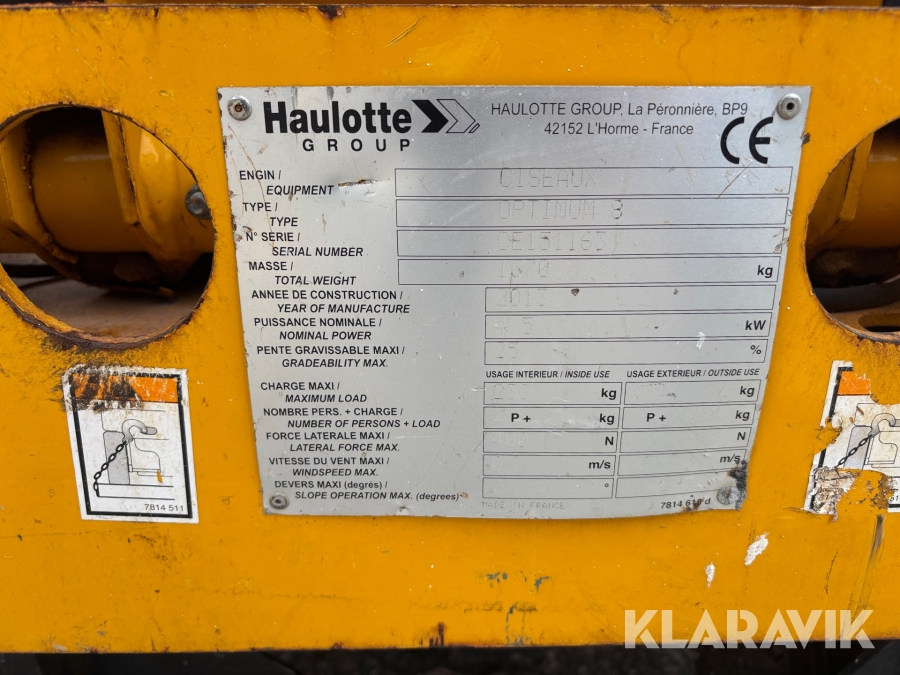 Haulotte
GROUP
HAULOTTE GROUP, La Péronnière, BP9
42152 L'Horme - France
CE
ENGIN /
EQUIPMENT
CISEAUX
TYPE /
TYPE
OPTIMUM 8
N° SERIE /
SERIAL NUMBER
MASSE /
TOTAL WEIGHT
kg
ANNEE DE CONSTRUCTION /
YEAR OF MANUFACTURE
PUISSANCE NOMINALE /
NOMINAL POWER
kW
PENTE GRAVISSABLE MAXI /
GRADEABILITY MAX.
%
USAGE INTERIEUR / INSIDE USE USAGE EXTERIEUR / OUTSIDE USE
CHARGE MAXI /
MAXIMUM LOAD
kg kg
NOMBRE PERS. + CHARGE /
NUMBER OF PERSONS + LOAD
P + kg P + kg
FORCE LATERALE MAXI /
LATERAL FORCE MAX.
N N
VITESSE DU VENT MAXI /
WINDSPEED MAX.
m/s m/s
DEVERS MAXI (degrés) /
SLOPE OPERATION MAX. (degrees)
°
MADE IN FRANCE
7814 511
KLARAVIK